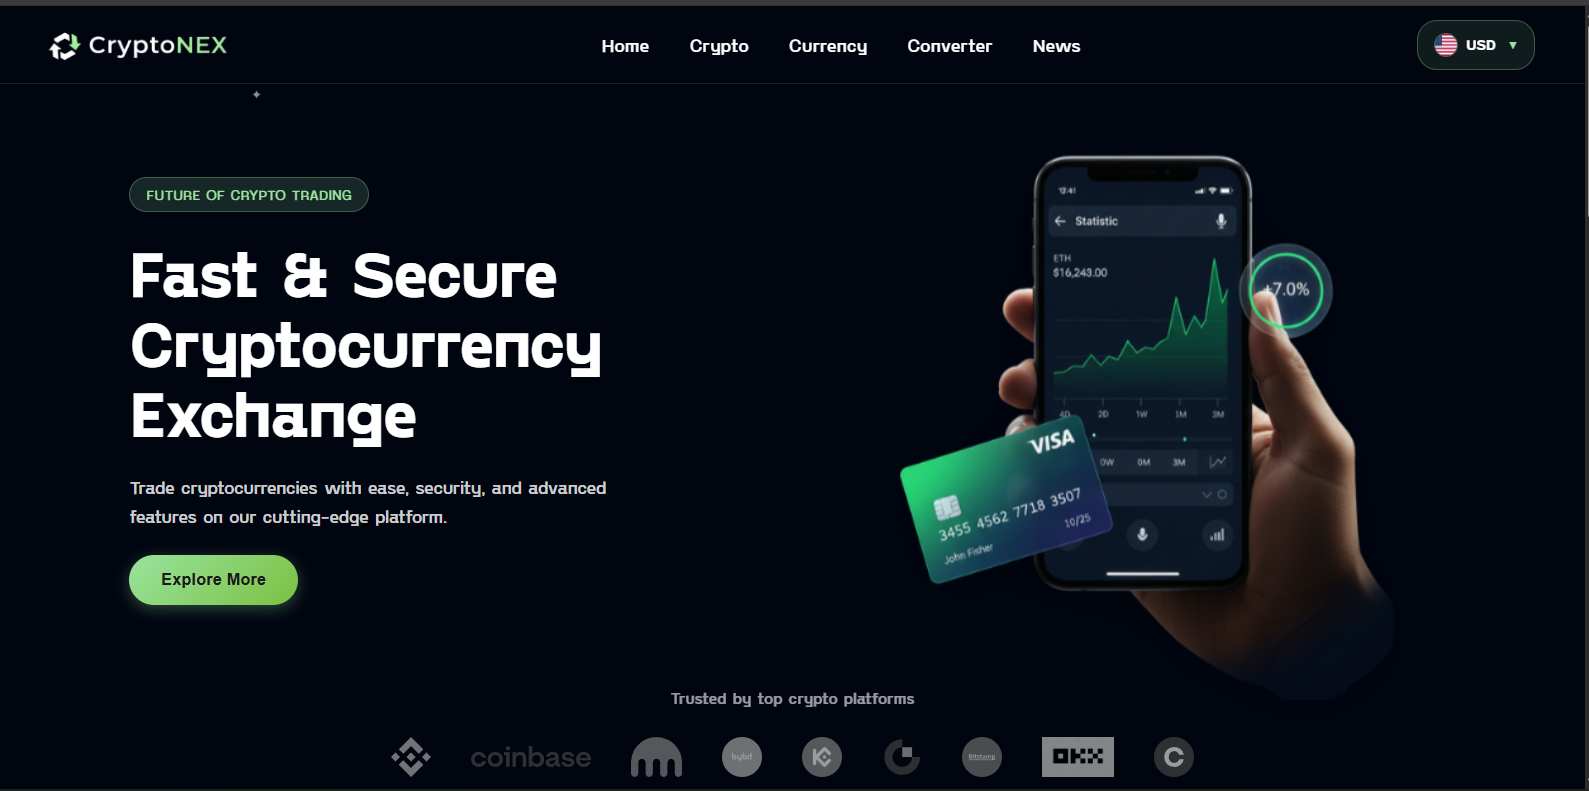 CryptoNEX
Home Crypto Currency Converter News
USD
FUTURE OF CRYPTO TRADING
Fast & Secure
Cryptocurrency
Exchange
Trade cryptocurrencies with ease, security, and advanced
features on our cutting-edge platform.
Explore More
Statistic
ETH
$16,243.00
+7.0%
4D 2D 1W 1M 3M
0W 0M 3M
VISA
3455 4562 7718 3507
10/25
John Fisher
Trusted by top crypto platforms
coinbase
bybit
Bitstamp
OKX